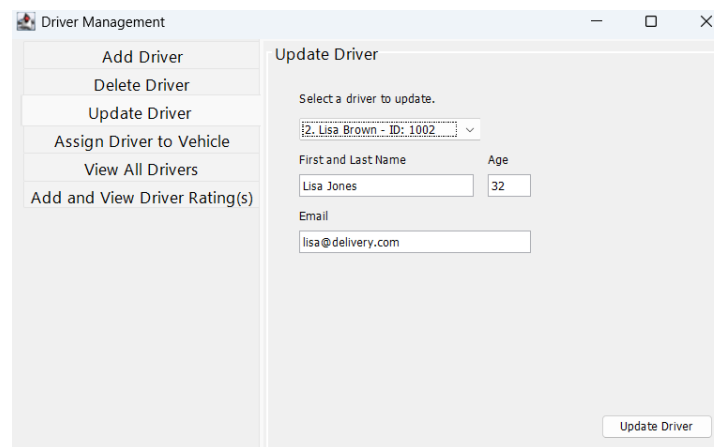 Driver Management
Add Driver
Delete Driver
Update Driver
Assign Driver to Vehicle
View All Drivers
Add and View Driver Rating(s)
Update Driver
Select a driver to update.
2. Lisa Brown - ID: 1002
First and Last Name
Age
Lisa Jones
32
Email
lisa@delivery.com
Update Driver